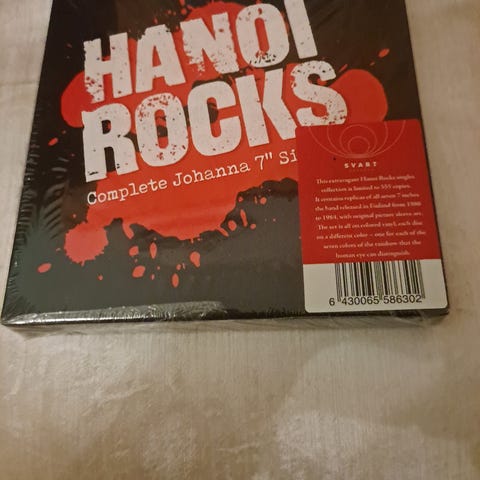 HANOI
ROCKS
Complete Johanna 7" Si
SVART
This extravagant Hanoi Rocks singles
collection is limited to 555 copies.
It contains replicas of all seven 7 inches
the band released in Finland from 1980
to 1984, with original picture sleeve art.
The set is all on coloured vinyl, each disc
on a different color – one for each of the
seven colors of the rainbow that the
human eye can distinguish.
6 430065 586302